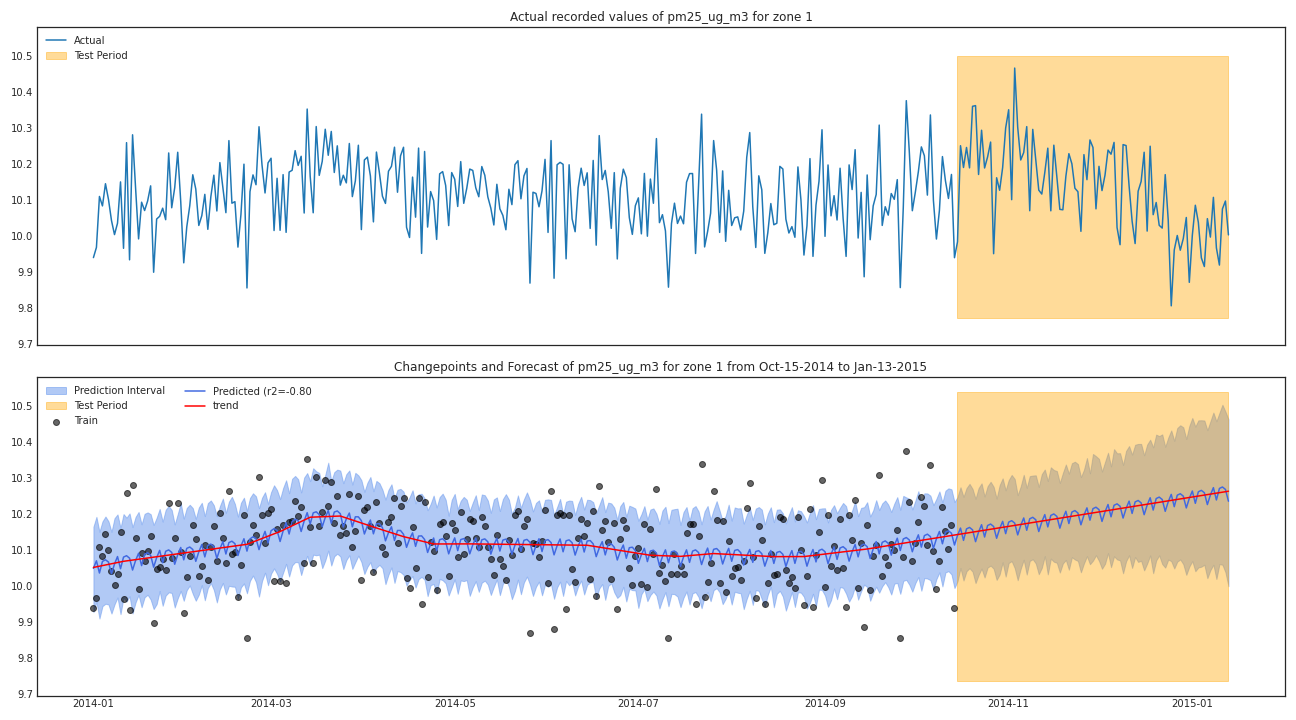 Actual recorded values of pm25_ug_m3 for zone 1
Actual
Test Period
10.5
10.4
10.3
10.2
10.1
10.0
9.9
9.8
9.7
Changepoints and Forecast of pm25_ug_m3 for zone 1 from Oct-15-2014 to Jan-13-2015
Prediction Interval Predicted (r2=-0.80
Test Period trend
Train
10.5
10.4
10.3
10.2
10.1
10.0
9.9
9.8
9.7
2014-01 2014-03 2014-05 2014-07 2014-09 2014-11 2015-01